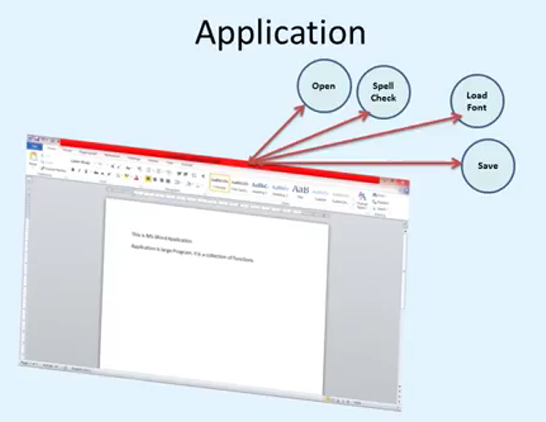 Application
Open
Spell
Check
Load
Font
Save
AaB
This is MS Word Application
Application is large Program, it is a collection of functions